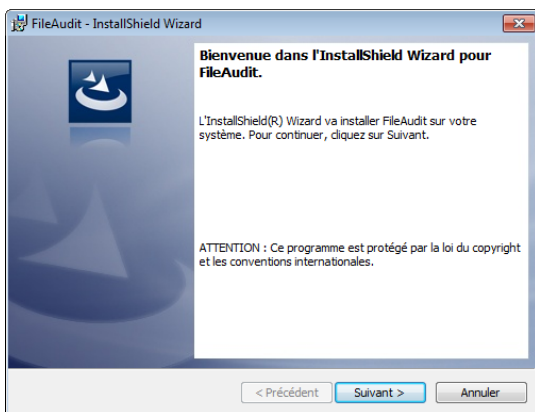 FileAudit - InstallShield Wizard
Bienvenue dans l'InstallShield Wizard pour
FileAudit.
L'InstallShield(R) Wizard va installer FileAudit sur votre
système. Pour continuer, cliquez sur Suivant.
ATTENTION : Ce programme est protégé par la loi du copyright
et les conventions internationales.
< Précédent Suivant > Annuler